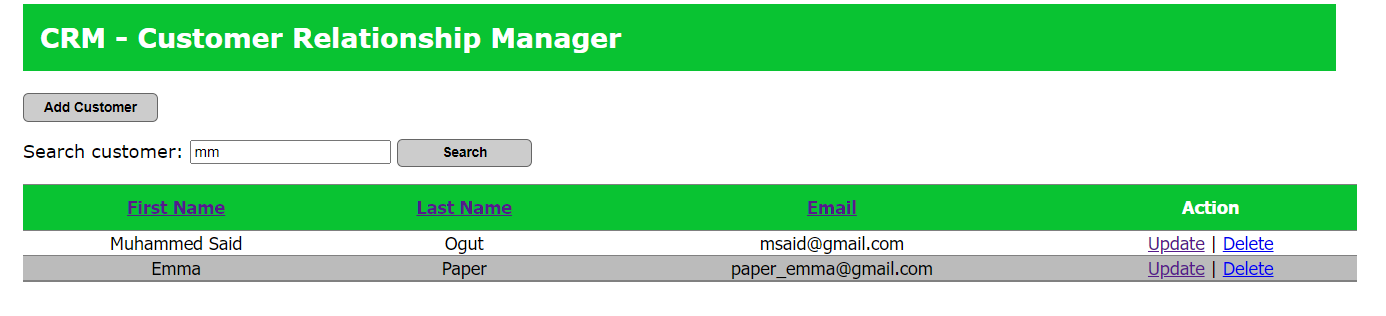 CRM - Customer Relationship Manager
Add Customer
Search customer: mm Search
First Name Last Name Email Action
Muhammed Said Ogut msaid@gmail.com Update | Delete
Emma Paper paper_emma@gmail.com Update | Delete